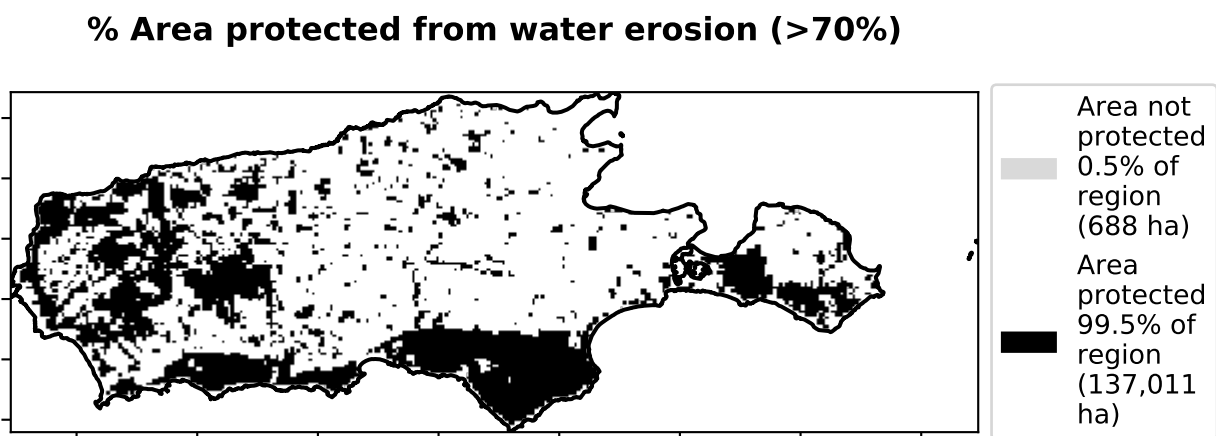 % Area protected from water erosion (>70%)
Area not
protected
0.5% of
region
(688 ha)
Area
protected
99.5% of
region
(137,011
ha)